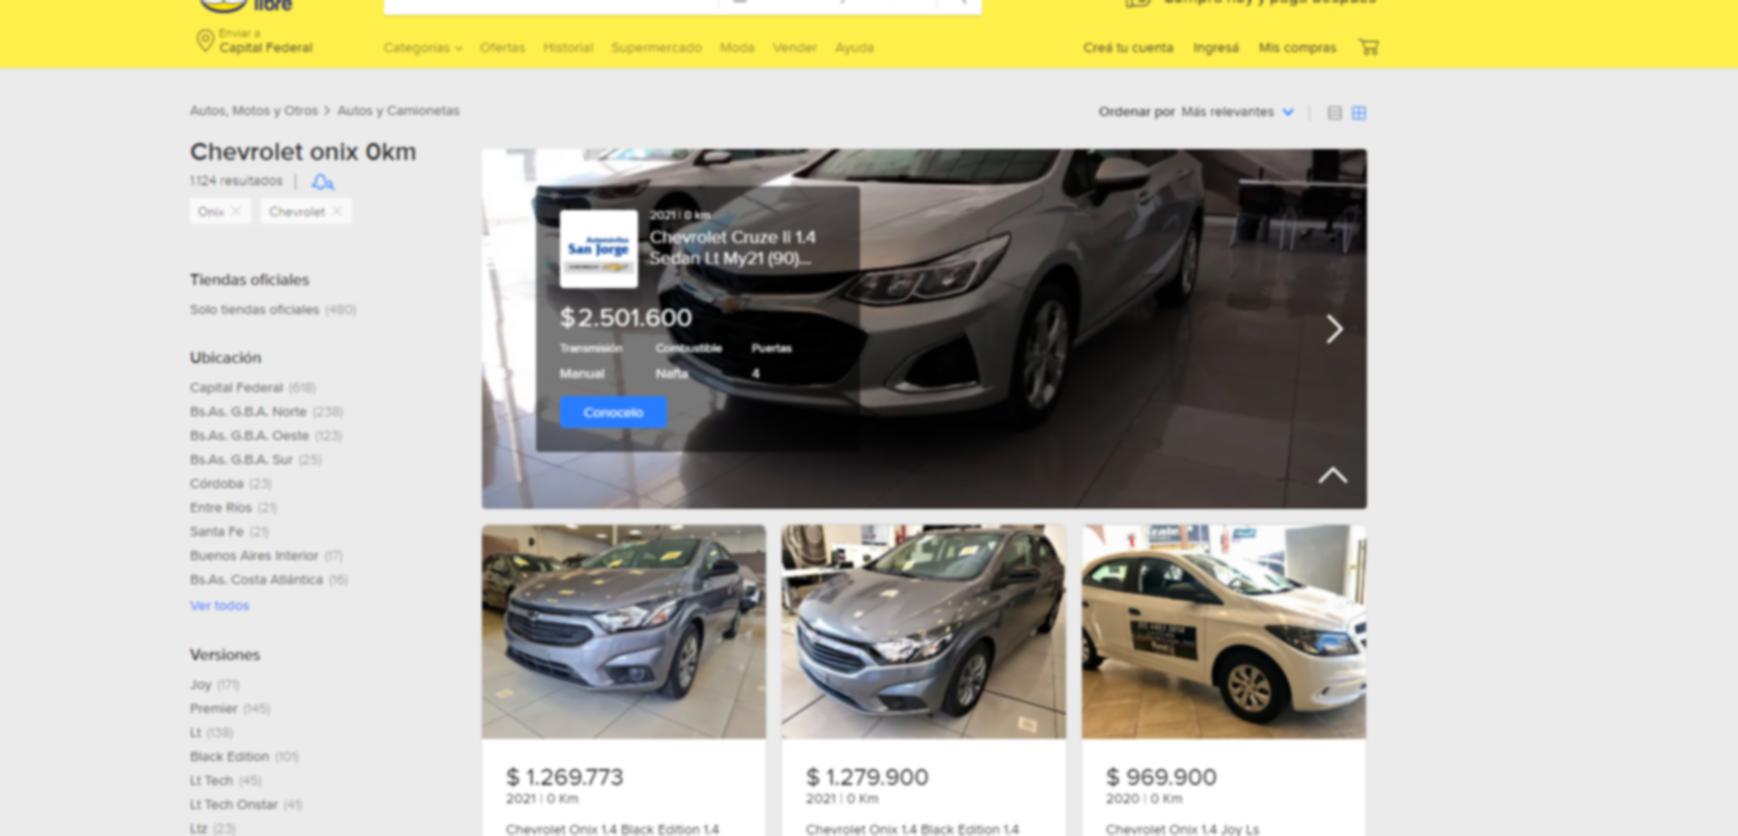 libre
Compra hoy y paga después
Enviar a
Capital Federal
Categorías
Ofertas
Historial
Supermercado
Moda
Vender
Ayuda
Creá tu cuenta
Ingresá
Mis compras
Autos, Motos y Otros > Autos y Camionetas
Ordenar por Más relevantes
Chevrolet onix 0km
1.124 resultados
Onix ×
Chevrolet ×
Tiendas oficiales
Solo tiendas oficiales (480)
Ubicación
Capital Federal (618)
Bs.As. G.B.A. Norte (238)
Bs.As. G.B.A. Oeste (123)
Bs.As. G.B.A. Sur (25)
Córdoba (23)
Entre Ríos (21)
Santa Fe (21)
Buenos Aires Interior (17)
Bs.As. Costa Atlántica (16)
Ver todos
Versiones
Joy (171)
Premier (145)
Lt (138)
Black Edition (101)
Lt Tech (45)
Lt Tech Onstar (41)
Ltz (23)
Automóviles
San Jorge
CHEVROLET
2021 | 0 km
Chevrolet Cruze Ii 1.4
Sedan Lt My21 (90)...
$ 2.501.600
Transmisión Combustible Puertas
Manual Nafta 4
Conocelo
$ 1.269.773
2021 | 0 Km
Chevrolet Onix 1.4 Black Edition 1.4
$ 1.279.900
2021 | 0 Km
Chevrolet Onix 1.4 Black Edition 1.4
$ 969.900
2020 | 0 Km
Chevrolet Onix 1.4 Joy Ls